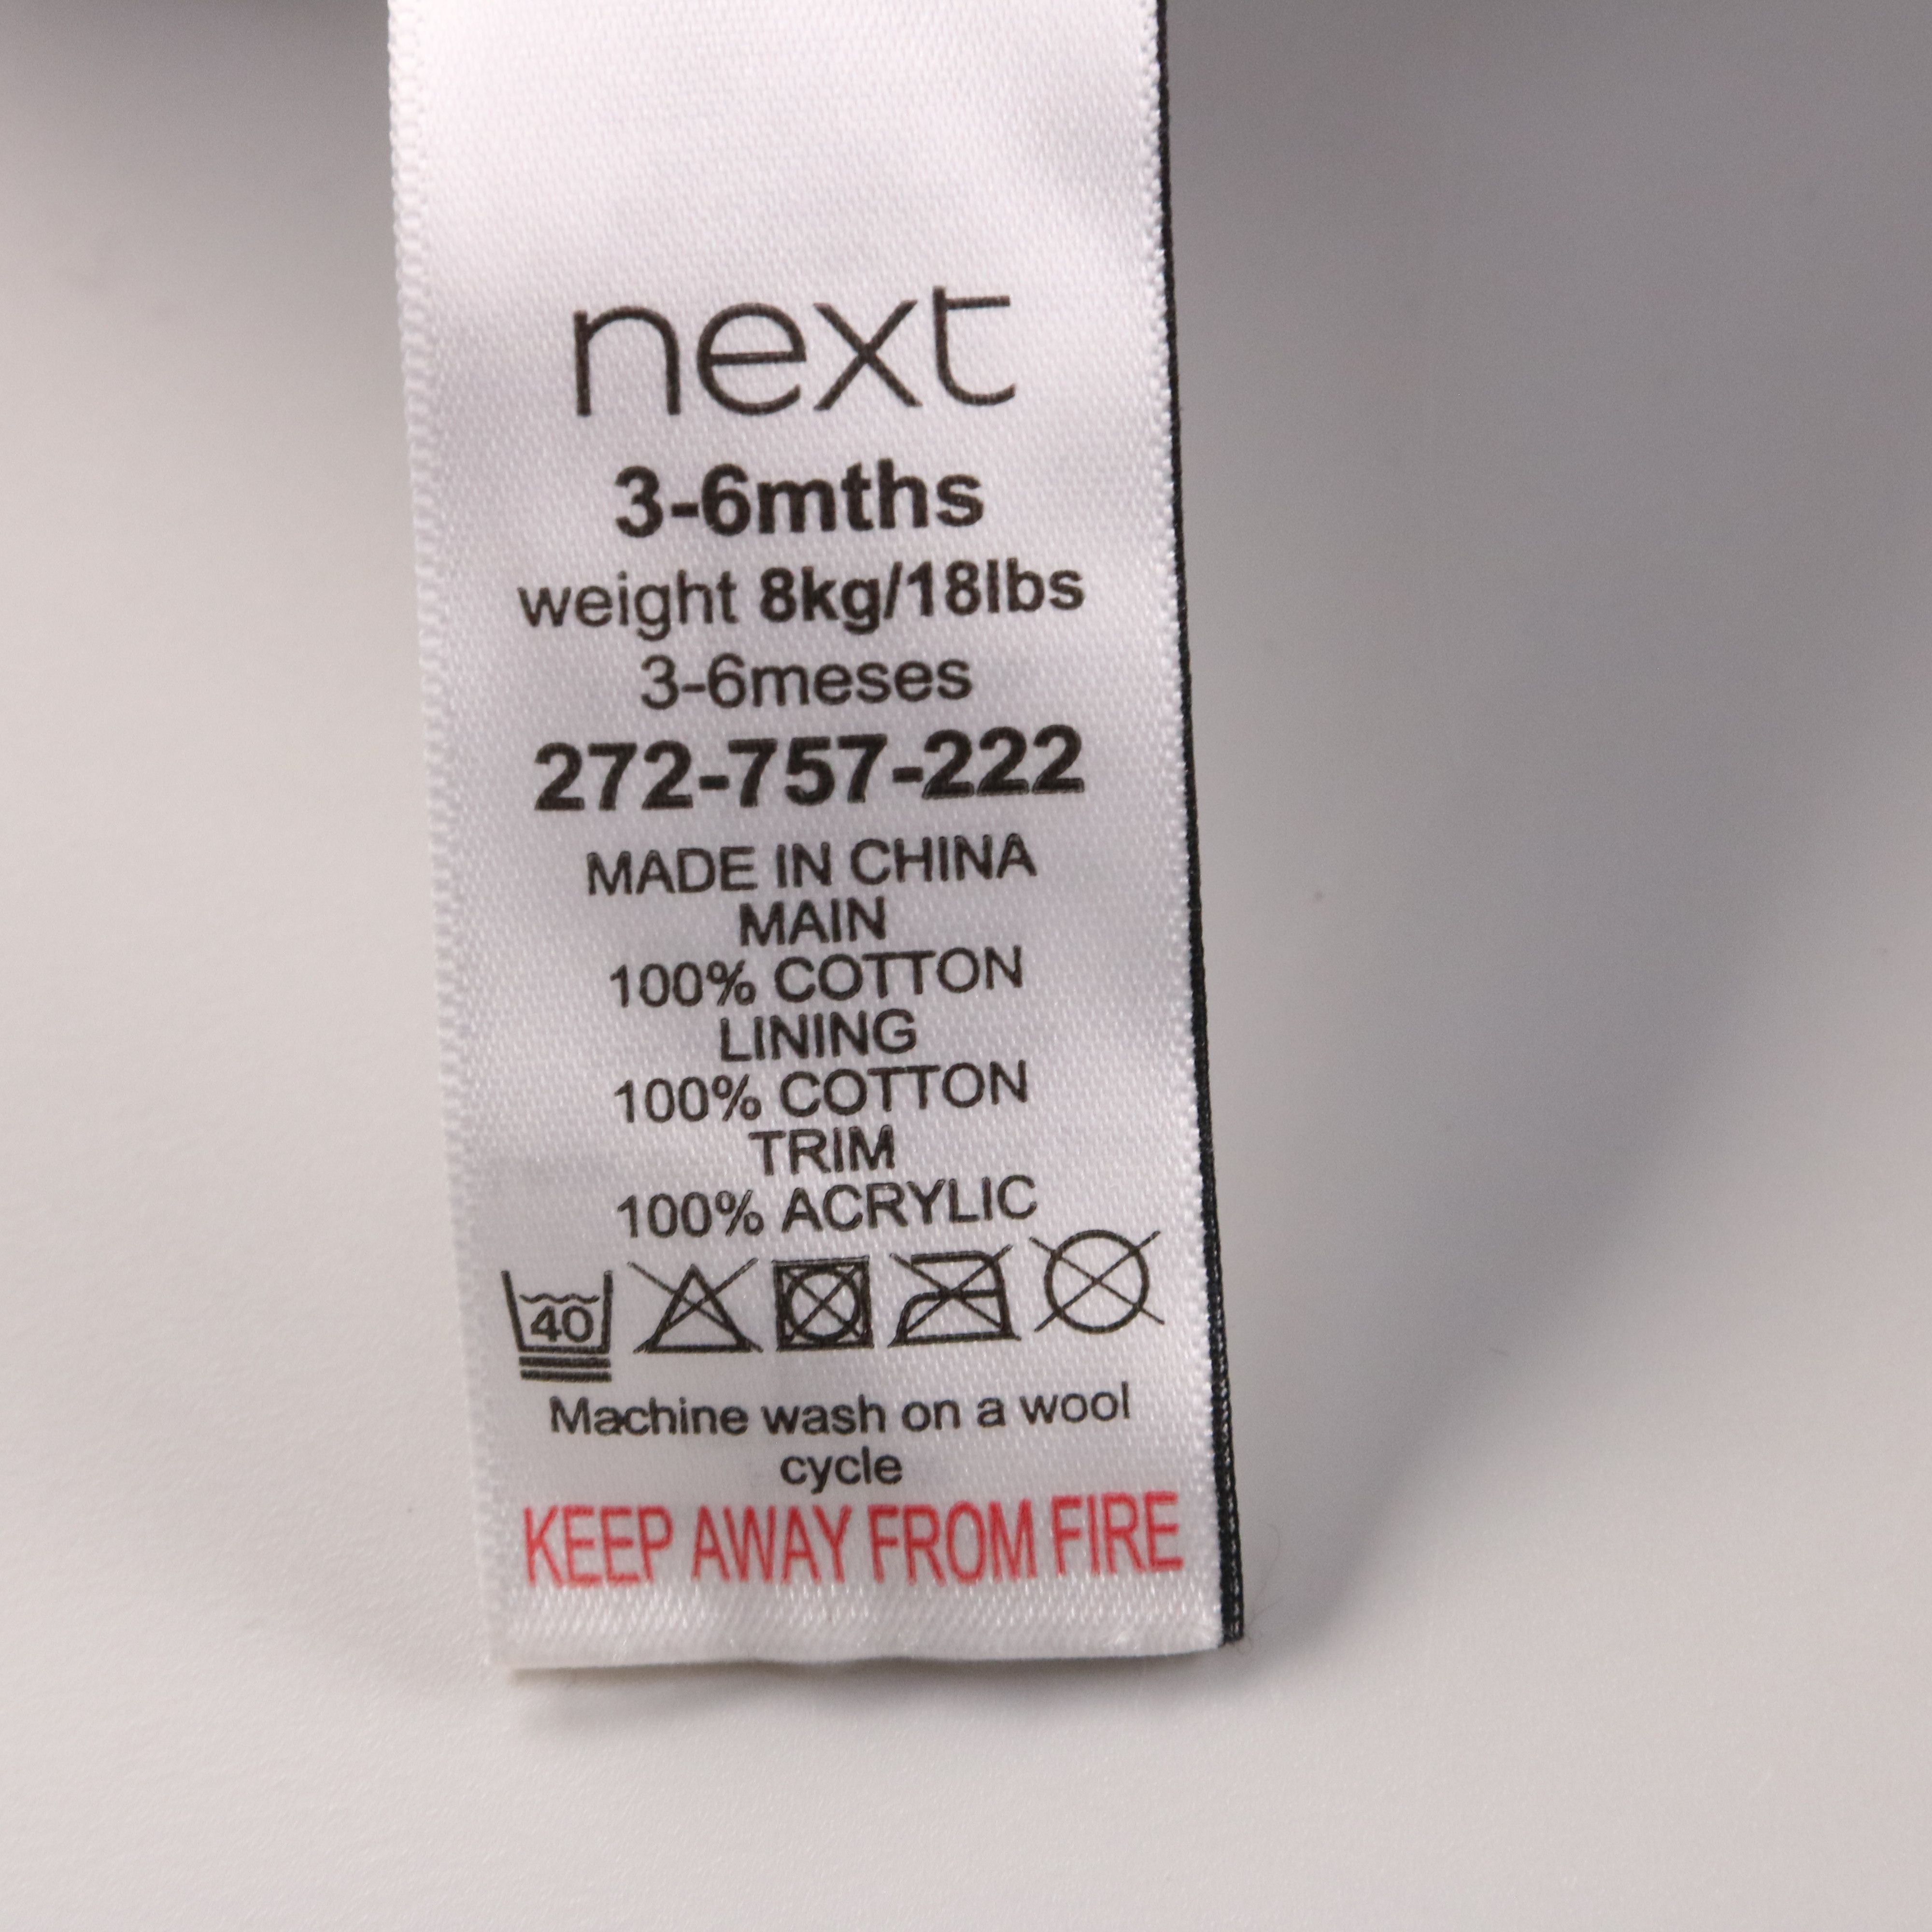 next
3-6mths
weight 8kg/18lbs
3-6meses
272-757-222
MADE IN CHINA
MAIN
100% COTTON
LINING
100% COTTON
TRIM
100% ACRYLIC
40
Machine wash on a wool
cycle
KEEP AWAY FROM FIRE